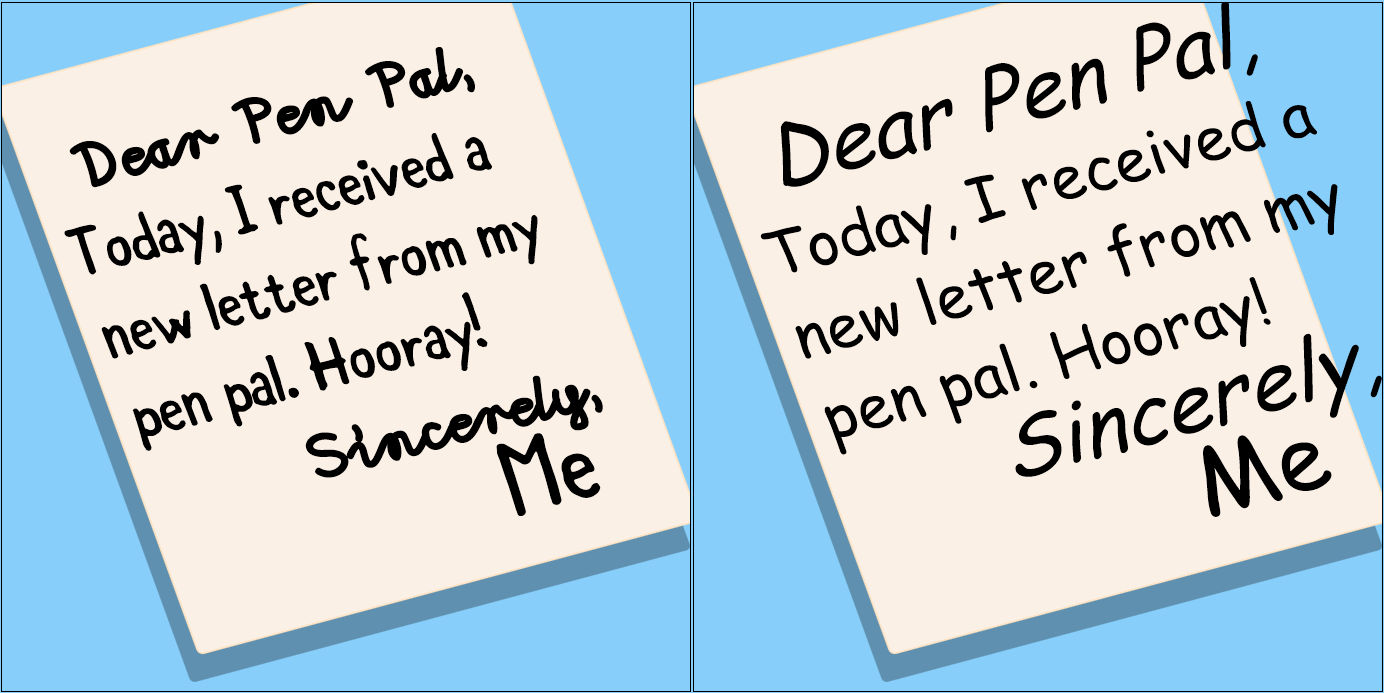 Dear Pen Pal,
Today, I received a
new letter from my
pen pal. Hooray!
Sincerely,
Me
Dear Pen Pal,
Today, I received a
new letter from my
pen pal. Hooray!
Sincerely,
Me